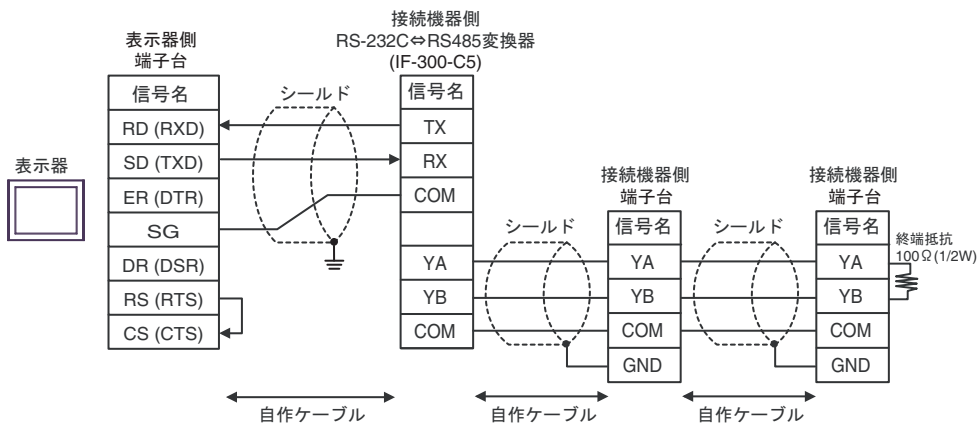 接続機器側
RS-232C⇔RS485変換器
(IF-300-C5)
表示器側
端子台
信号名
RD (RXD)
SD (TXD)
ER (DTR)
SG
DR (DSR)
RS (RTS)
CS (CTS)
表示器
シールド
信号名
TX
RX
COM
YA
YB
COM
シールド
接続機器側
端子台
信号名
YA
YB
COM
GND
シールド
接続機器側
端子台
信号名
YA
YB
COM
GND
終端抵抗
100Ω(1/2W)
自作ケーブル
自作ケーブル
自作ケーブル